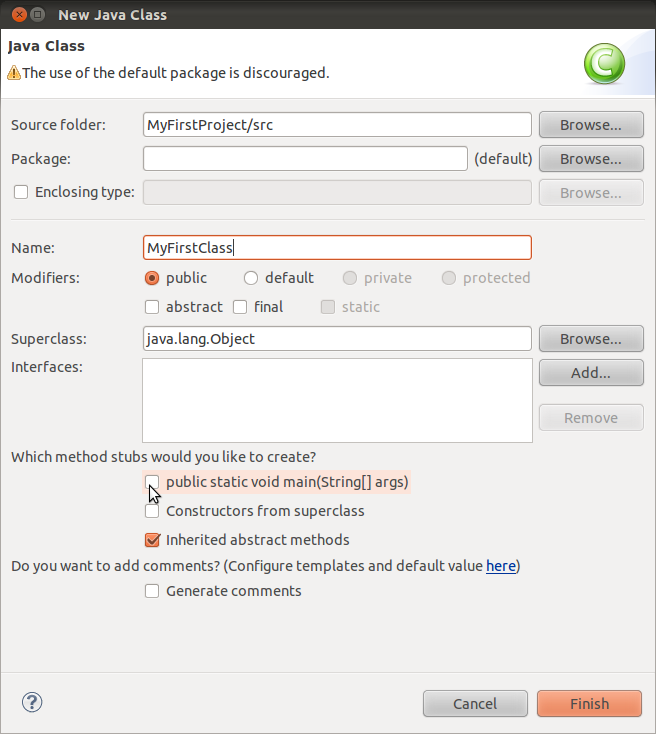 New Java Class
Java Class
The use of the default package is discouraged.
Source folder: MyFirstProject/src Browse...
Package: (default) Browse...
Enclosing type: Browse...
Name: MyFirstClass
Modifiers: public default private protected
abstract final static
Superclass: java.lang.Object Browse...
Interfaces: Add...
Remove
Which method stubs would you like to create?
public static void main(String[] args)
Constructors from superclass
Inherited abstract methods
Do you want to add comments? (Configure templates and default value here)
Generate comments
? Cancel Finish